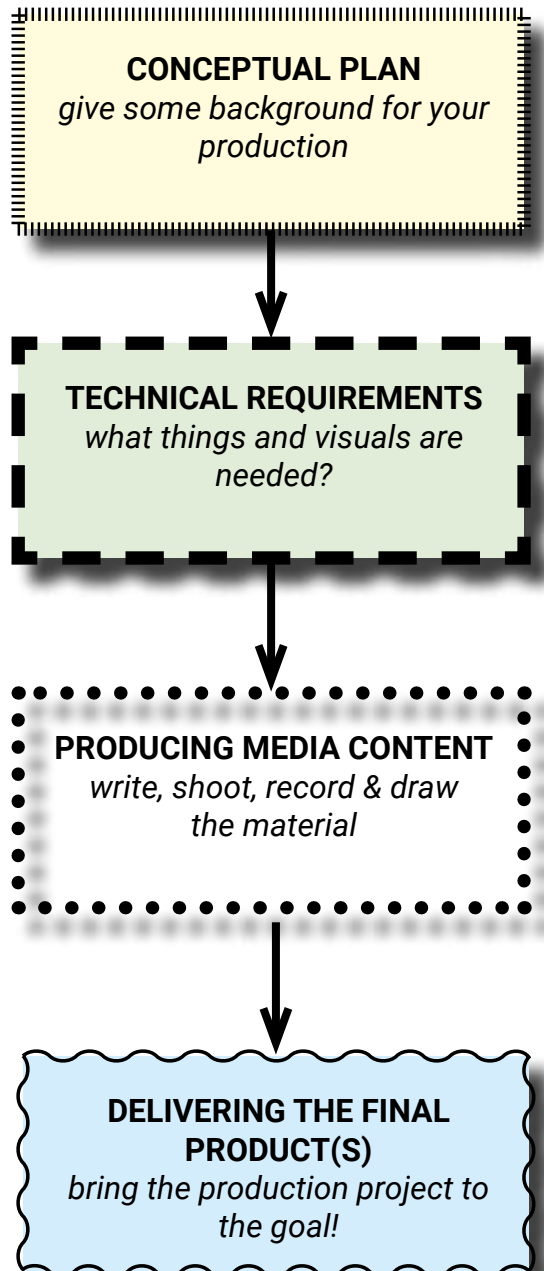 CONCEPTUAL PLAN
give some background for your
production
TECHNICAL REQUIREMENTS
what things and visuals are
needed?
PRODUCING MEDIA CONTENT
write, shoot, record & draw
the material
DELIVERING THE FINAL
PRODUCT(S)
bring the production project to
the goal!